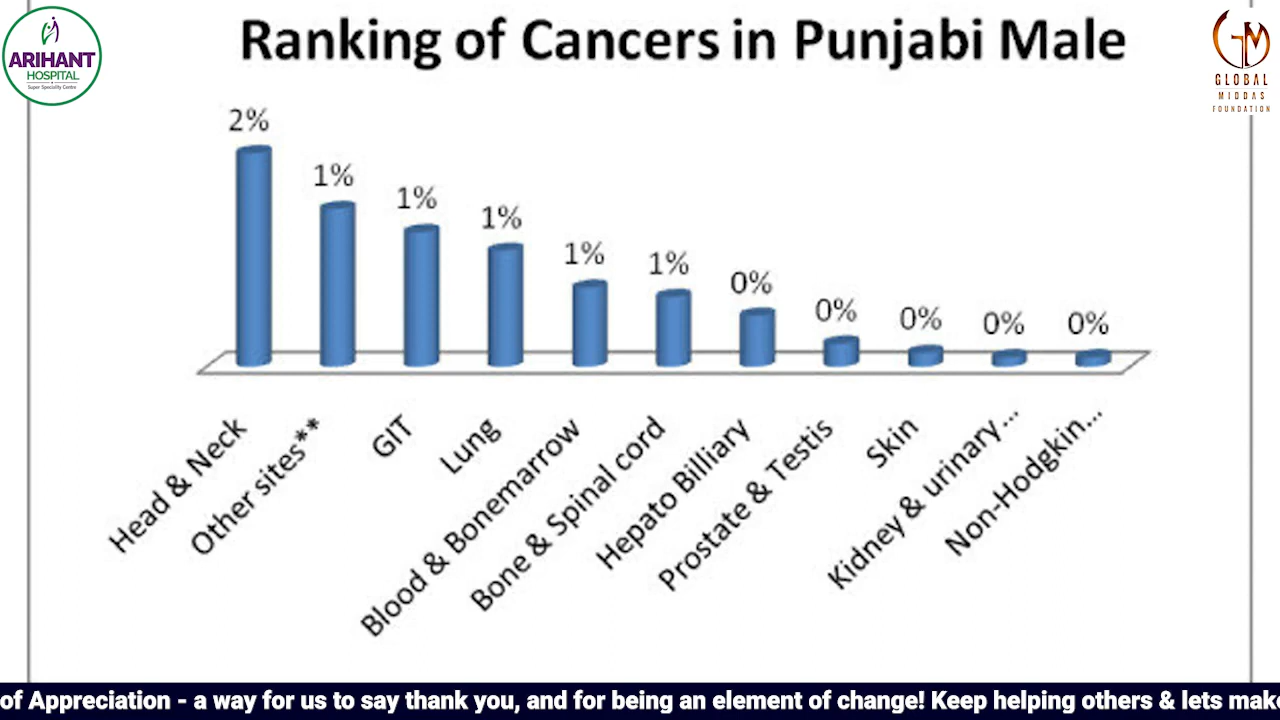 Ranking of Cancers in Punjabi Male
ARIHANT
HOSPITAL
Super Speciality Centre
GM
GLOBAL
MIDDAS
FOUNDATION
2%
1%
1%
1%
1%
1%
0%
0%
0%
0%
0%
Head & Neck
Other sites**
GIT
Lung
Blood & Bonemarrow
Bone & Spinal cord
Hepato Billiary
Prostate & Testis
Skin
Kidney & urinary...
Non-Hodgkin...
of Appreciation - a way for us to say thank you, and for being an element of change! Keep helping others & lets mak